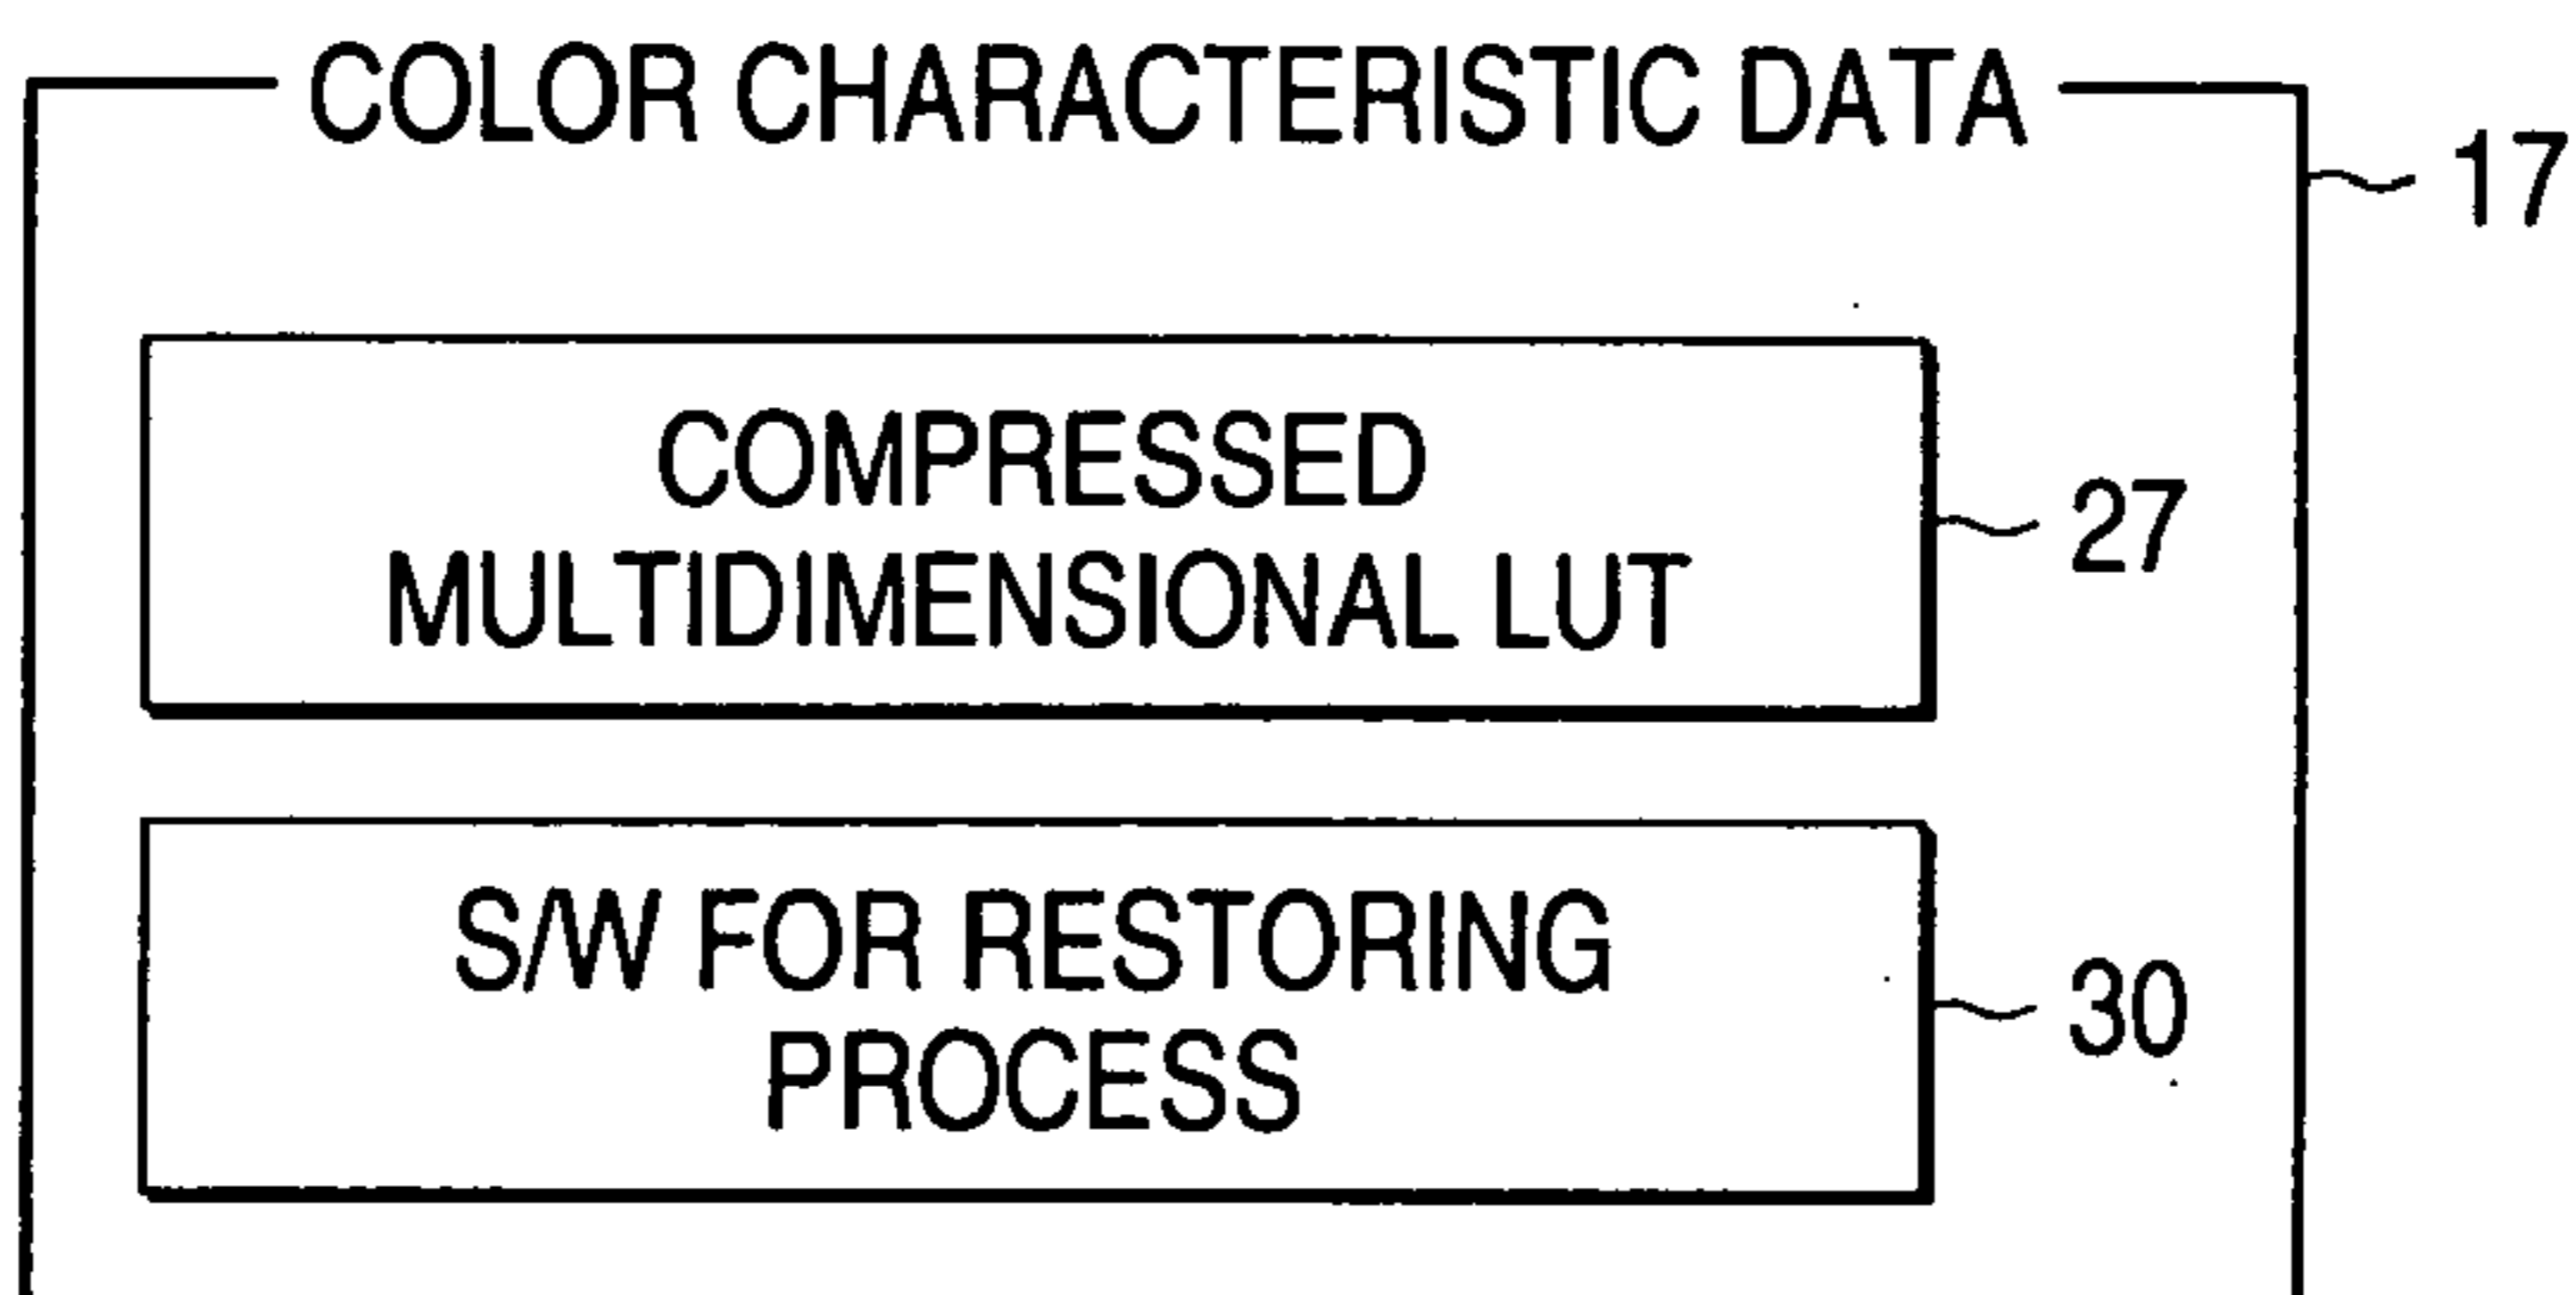 COLOR CHARACTERISTIC DATA
17
COMPRESSED
MULTIDIMENSIONAL LUT
27
S/W FOR RESTORING
PROCESS
30